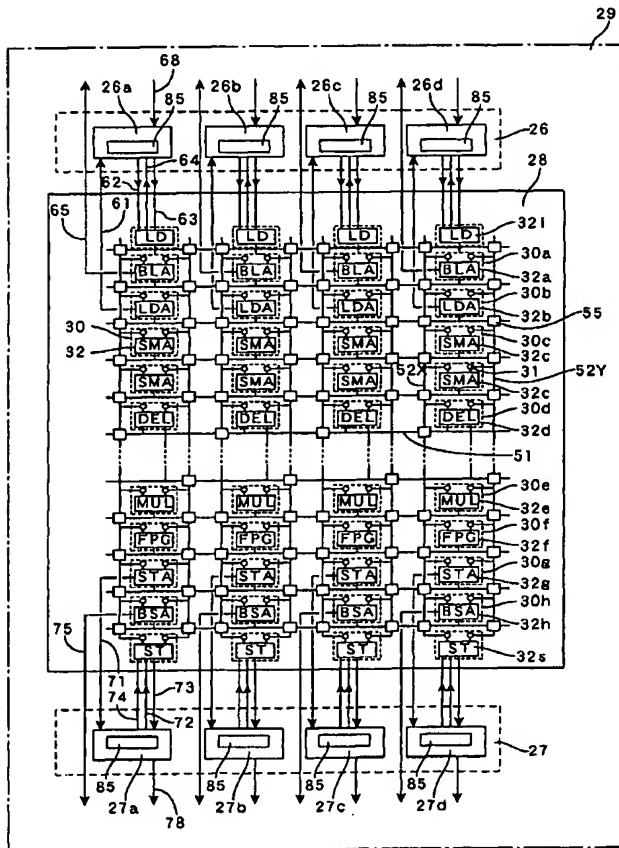 29
68
26a 85 26b 85 26c 85 26d 85
26
62 64
28
65 61 63
LD LD LD LD 32i
30a
BLA BLA BLA BLA 32a
30b
LDA LDA LDA LDA 32b
55
30 30c
32 SMA SMA SMA SMA 32c
52X 31
SMA SMA SMA SMA 52Y
32c
DEL DEL DEL DEL 30d
32d
51
MUL MUL MUL MUL 30e
32e
FPG FPG FPG FPG 30f
32f
STA STA STA STA 30g
32g
BSA BSA BSA BSA 30h
32h
75
ST ST ST ST 32s
71 73
74 72
27
85 85 85 85
27a 27b 27c 27d
78